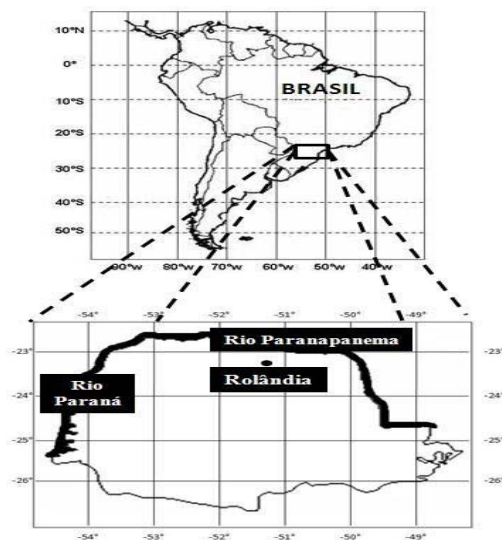 10°N
0°
BRASIL
10°S
20°S
30°S
40°S
50°S
90°w 80°w 70°w 60°w 50°w 40°w
-54° -53° -52° -51° -50° -49°
Rio Paranapanema
-23° -23°
Rolândia
Rio
Paraná
-24° -24°
-25° -25°
-26° -26°
-54° -53° -52° -51° -50° -49°